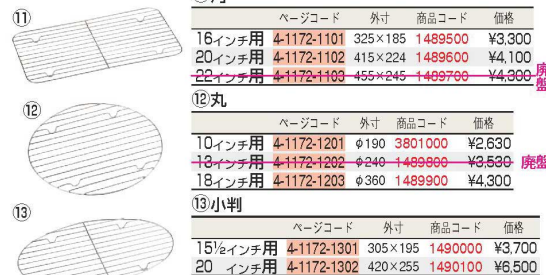 ⑪
ページコード 外寸 商品コード 価格
16インチ用 4-1172-1101 325×185 1489500 ¥3,300
20インチ用 4-1172-1102 415×224 1489600 ¥4,100
22インチ用 4-1172-1103 455×245 1489700 ¥4,300 廃盤
⑫
⑫丸
ページコード 外寸 商品コード 価格
10インチ用 4-1172-1201 φ190 3801000 ¥2,630
13インチ用 4-1172-1202 φ240 1489800 ¥3,530 廃盤
18インチ用 4-1172-1203 φ360 1489900 ¥4,300
⑬
⑬小判
ページコード 外寸 商品コード 価格
15½インチ用 4-1172-1301 305×195 1490000 ¥3,700
20 インチ用 4-1172-1302 420×255 1490100 ¥6,500